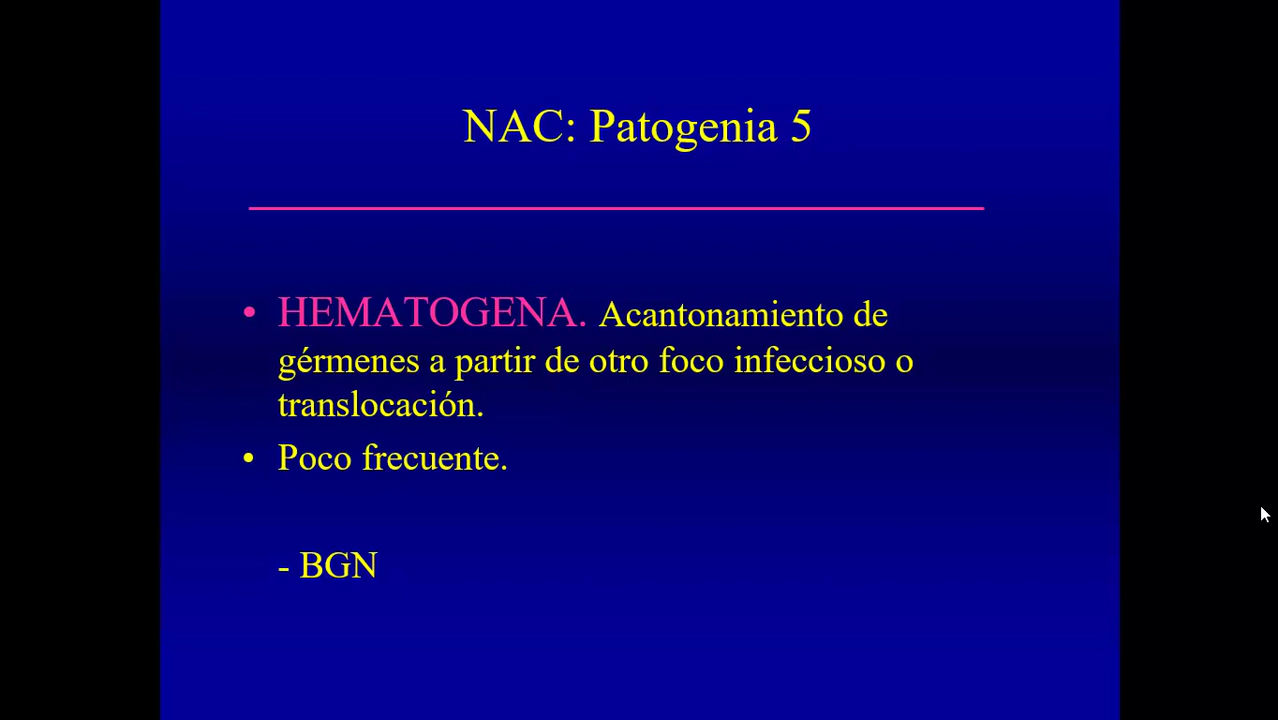 NAC: Patogenia 5
• HEMATOGENA. Acantonamiento de
gérmenes a partir de otro foco infeccioso o
translocación.
• Poco frecuente.
- BGN